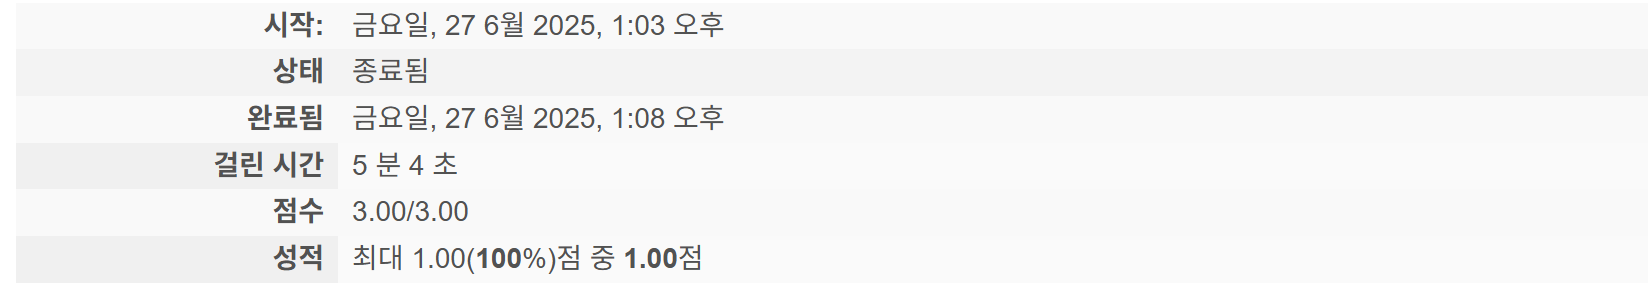 시작: 금요일, 27 6월 2025, 1:03 오후
상태 종료됨
완료됨 금요일, 27 6월 2025, 1:08 오후
걸린 시간 5 분 4 초
점수 3.00/3.00
성적 최대 1.00(100%)점 중 1.00점